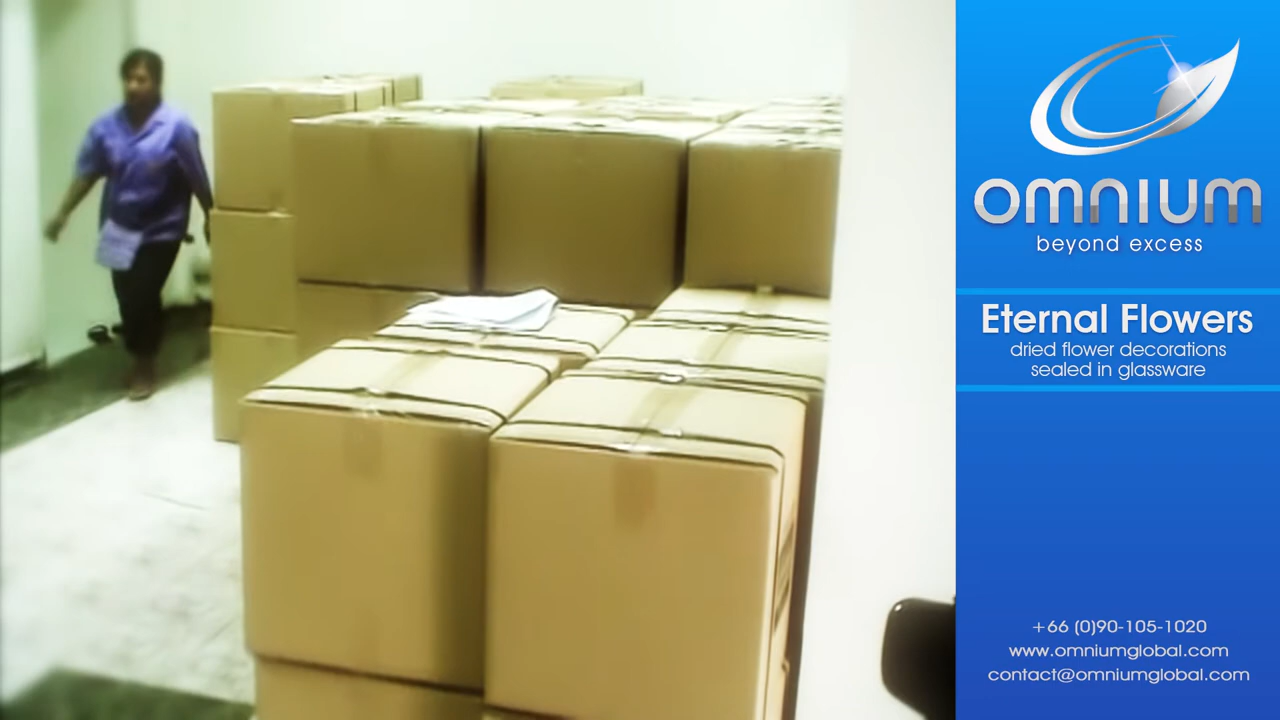 OMNIUM
beyond excess
Eternal Flowers
dried flower decorations
sealed in glassware
+66 (0)90-105-1020
www.omniumglobal.com
contact@omniumglobal.com